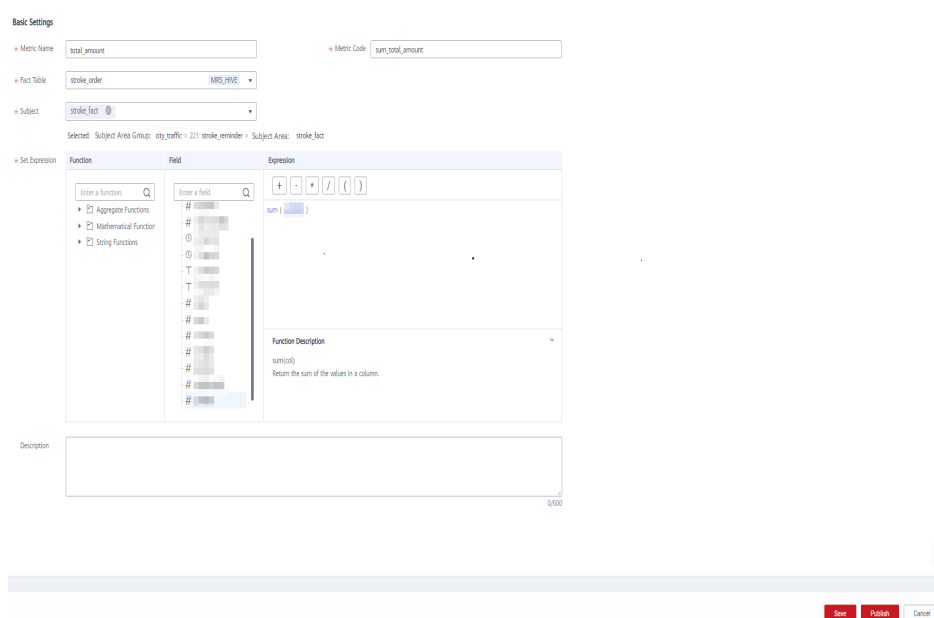 Basic Settings
* Metric Name total_amount * Metric Code sum_total_amount
* Fact Table stroke_order MRS_HIVE
* Subject stroke_fact
Selected: Subject Area Group: city_traffic > 221: stroke_reminder > Subject Area: stroke_fact
* Set Expression Function Field Expression
Enter a function. Enter a field. + - * / ( )
Aggregate Functions # sum ( )
Mathematical Function #
String Functions
T
T
#
#
#
#
#
#
#
Function Description
sum(col)
Return the sum of the values in a column.
Description
0/600
Save Publish Cancel